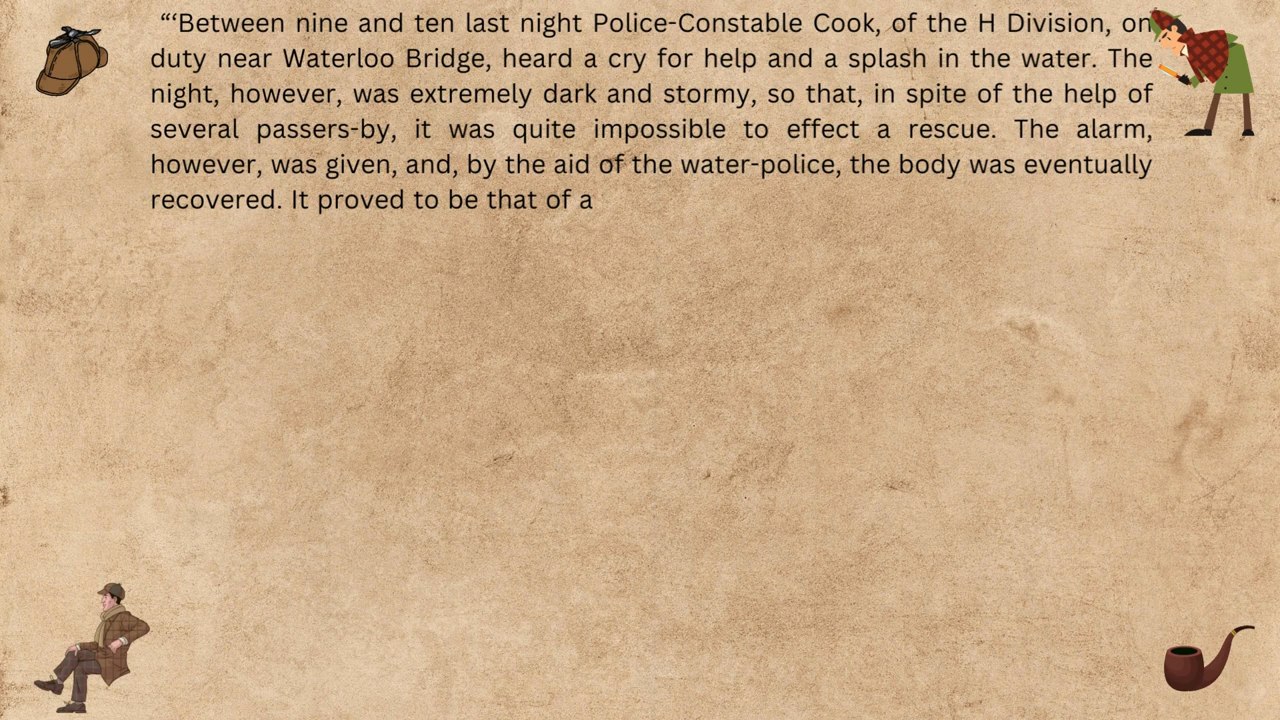 “‘Between nine and ten last night Police-Constable Cook, of the H Division, on
duty near Waterloo Bridge, heard a cry for help and a splash in the water. The
night, however, was extremely dark and stormy, so that, in spite of the help of
several passers-by, it was quite impossible to effect a rescue. The alarm,
however, was given, and, by the aid of the water-police, the body was eventually
recovered. It proved to be that of a